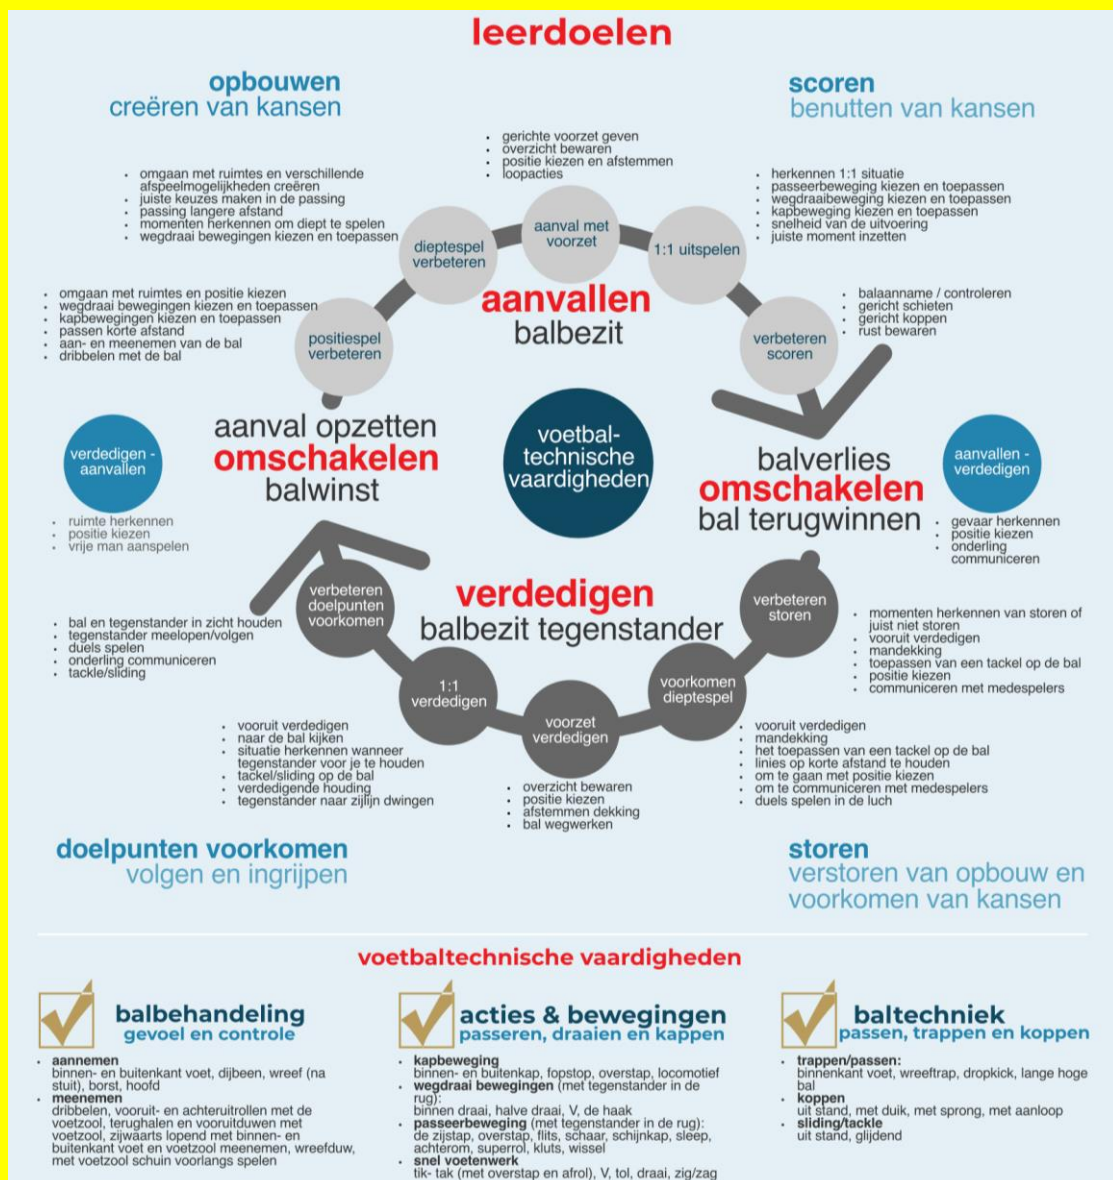 leerdoelen
opbouwen
creëren van kansen
scoren
benutten van kansen
• gerichte voorzet geven
• overzicht bewaren
• positie kiezen en afstemmen
• loopacties
• omgaan met ruimtes en verschillende
afspeelmogelijkheden creëren
• juiste keuzes maken in de passing
• passing langere afstand
• momenten herkennen om diept te spelen
• wegdraai bewegingen kiezen en toepassen
• herkennen 1:1 situatie
• passeerbeweging kiezen en toepassen
• wegdraaibeweging kiezen en toepassen
• kapbeweging kiezen en toepassen
• snelheid van de uitvoering
• juiste moment inzetten
dieptespel
verbeteren
aanval met
voorzet
1:1 uitspelen
• omgaan met ruimtes en positie kiezen
• wegdraai bewegingen kiezen en toepassen
• kapbewegingen kiezen en toepassen
• passen korte afstand
• aan- en meenemen van de bal
• dribbelen met de bal
positiespel
verbeteren
aanvallen
balbezit
verbeteren
scoren
• balaanname / controleren
• gericht schieten
• gericht koppen
• rust bewaren
verdedigen -
aanvallen
• ruimte herkennen
• positie kiezen
• vrije man aanspelen
aanval opzetten
omschakelen
balwinst
voetbal-
technische
vaardigheden
balverlies
omschakelen
bal terugwinnen
aanvallen -
verdedigen
• gevaar herkennen
• positie kiezen
• onderling
communiceren
verbeteren
doelpunten
voorkomen
verdedigen
balbezit tegenstander
verbeteren
storen
• bal en tegenstander in zicht houden
• tegenstander meelopen/volgen
• duels spelen
• onderling communiceren
• tackle/sliding
• momenten herkennen van storen of
juist niet storen
• vooruit verdedigen
• mandekking
• toepassen van een tackel op de bal
• positie kiezen
• communiceren met medespelers
1:1
verdedigen
voorzet
verdedigen
voorkomen
dieptespel
• vooruit verdedigen
• naar de bal kijken
• situatie herkennen wanneer
tegenstander voor je te houden
• tackel/sliding op de bal
• verdedigende houding
• tegenstander naar zijlijn dwingen
• overzicht bewaren
• positie kiezen
• afstemmen dekking
• bal wegwerken
• vooruit verdedigen
• mandekking
• het toepassen van een tackel op de bal
• linies op korte afstand te houden
• om te gaan met positie kiezen
• om te communiceren met medespelers
• duels spelen in de luch
doelpunten voorkomen
volgen en ingrijpen
storen
verstoren van opbouw en
voorkomen van kansen
voetbaltechnische vaardigheden
balbehandeling
gevoel en controle
• aannemen
binnen- en buitenkant voet, dijbeen, wreef (na
stuit), borst, hoofd
• meenemen
dribbelen, vooruit- en achteruitrollen met de
voetzool, terughalen en vooruitduwen met
voetzool, zijwaarts lopend met binnen- en
buitenkant voet en voetzool meenemen, wreefduw,
met voetzool schuin voorlangs spelen
acties & bewegingen
passeren, draaien en kappen
• kapbeweging
binnen- en buitenkap, fopstop, overstap, locomotief
• wegdraai bewegingen (met tegenstander in de
rug):
binnen draai, halve draai, V, de haak
• passeerbeweging (met tegenstander in de rug):
de zijstap, overstap, flits, schaar, schijnkap, sleep,
achterom, superrol, kluts, wissel
• snel voetenwerk
tik- tak (met overstap en afrol), V, tol, draai, zig/zag
baltechniek
passen, trappen en koppen
• trappen/passen:
binnenkant voet, wreeftrap, dropkick, lange hoge
bal
• koppen
uit stand, met duik, met sprong, met aanloop
• sliding/tackle
uit stand, glijdend